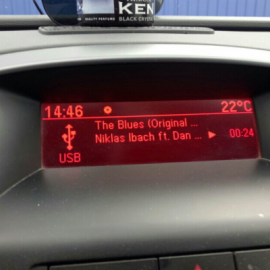 KEN
BLACK
14:46 22°C
The Blues (Original ...
Niklas Ibach ft. Dan ... 00:24
USB